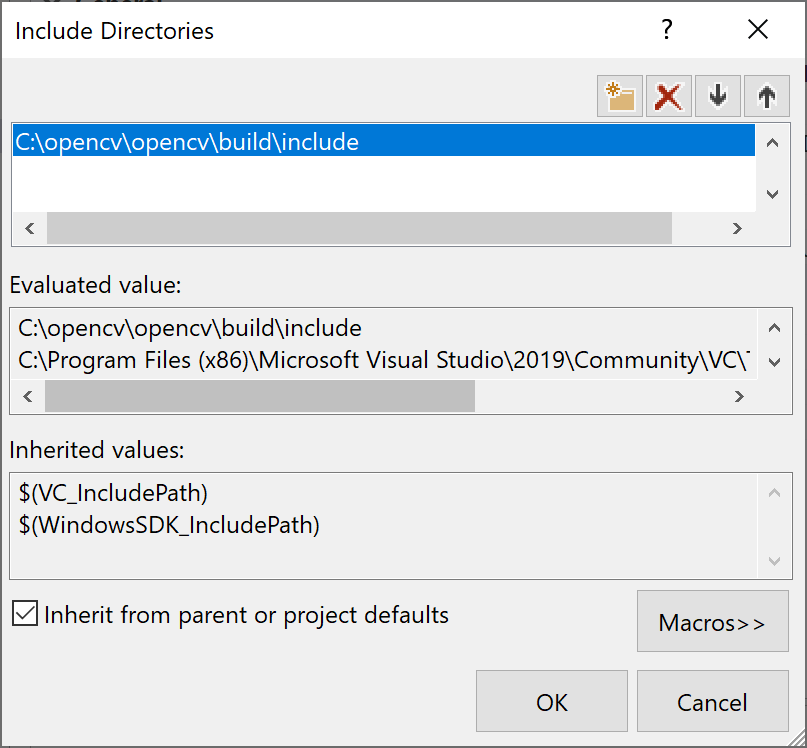 Include Directories
?
C:\opencv\opencv\build\include
Evaluated value:
C:\opencv\opencv\build\include
C:\Program Files (x86)\Microsoft Visual Studio\2019\Community\VC\
Inherited values:
$(VC_IncludePath)
$(WindowsSDK_IncludePath)
Inherit from parent or project defaults
Macros>>
OK
Cancel